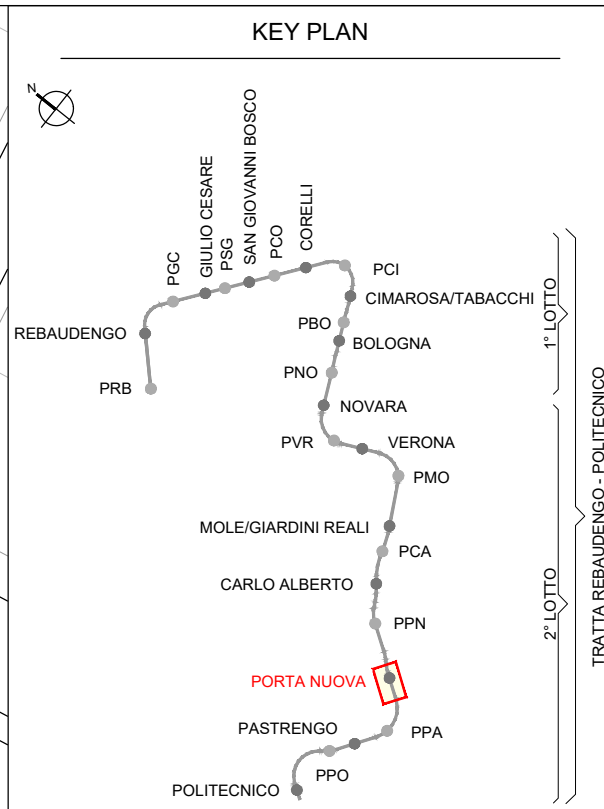 KEY PLAN
N
PGC
GIULIO CESARE
PSG
SAN GIOVANNI BOSCO
PCO
CORELLI
PCI
CIMAROSA/TABACCHI
REBAUDENGO
PBO
BOLOGNA
PRB
PNO
NOVARA
PVR
VERONA
PMO
MOLE/GIARDINI REALI
PCA
CARLO ALBERTO
PPN
PORTA NUOVA
PASTRENGO
PPA
PPO
POLITECNICO
1° LOTTO
2° LOTTO
TRATTA REBAUDENGO - POLITECNICO